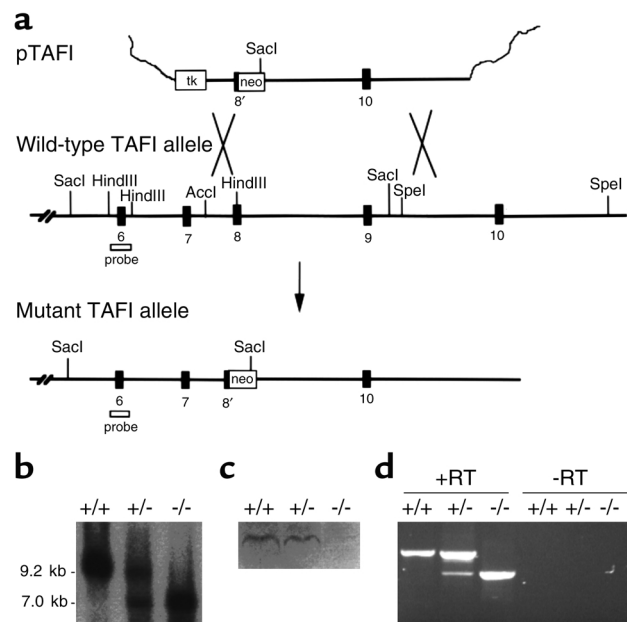 a
pTAFI
SacI
tk
neo
8′
10
Wild-type TAFI allele
SacI HindIII HindIII AccI HindIII SacI SpeI SpeI
6 7 8 9 10
probe
Mutant TAFI allele
SacI SacI
neo
6 7 8′ 10
probe
b
+/+ +/- -/-
9.2 kb -
7.0 kb -
c
+/+ +/- -/-
d
+RT -RT
+/+ +/- -/- +/+ +/- -/-